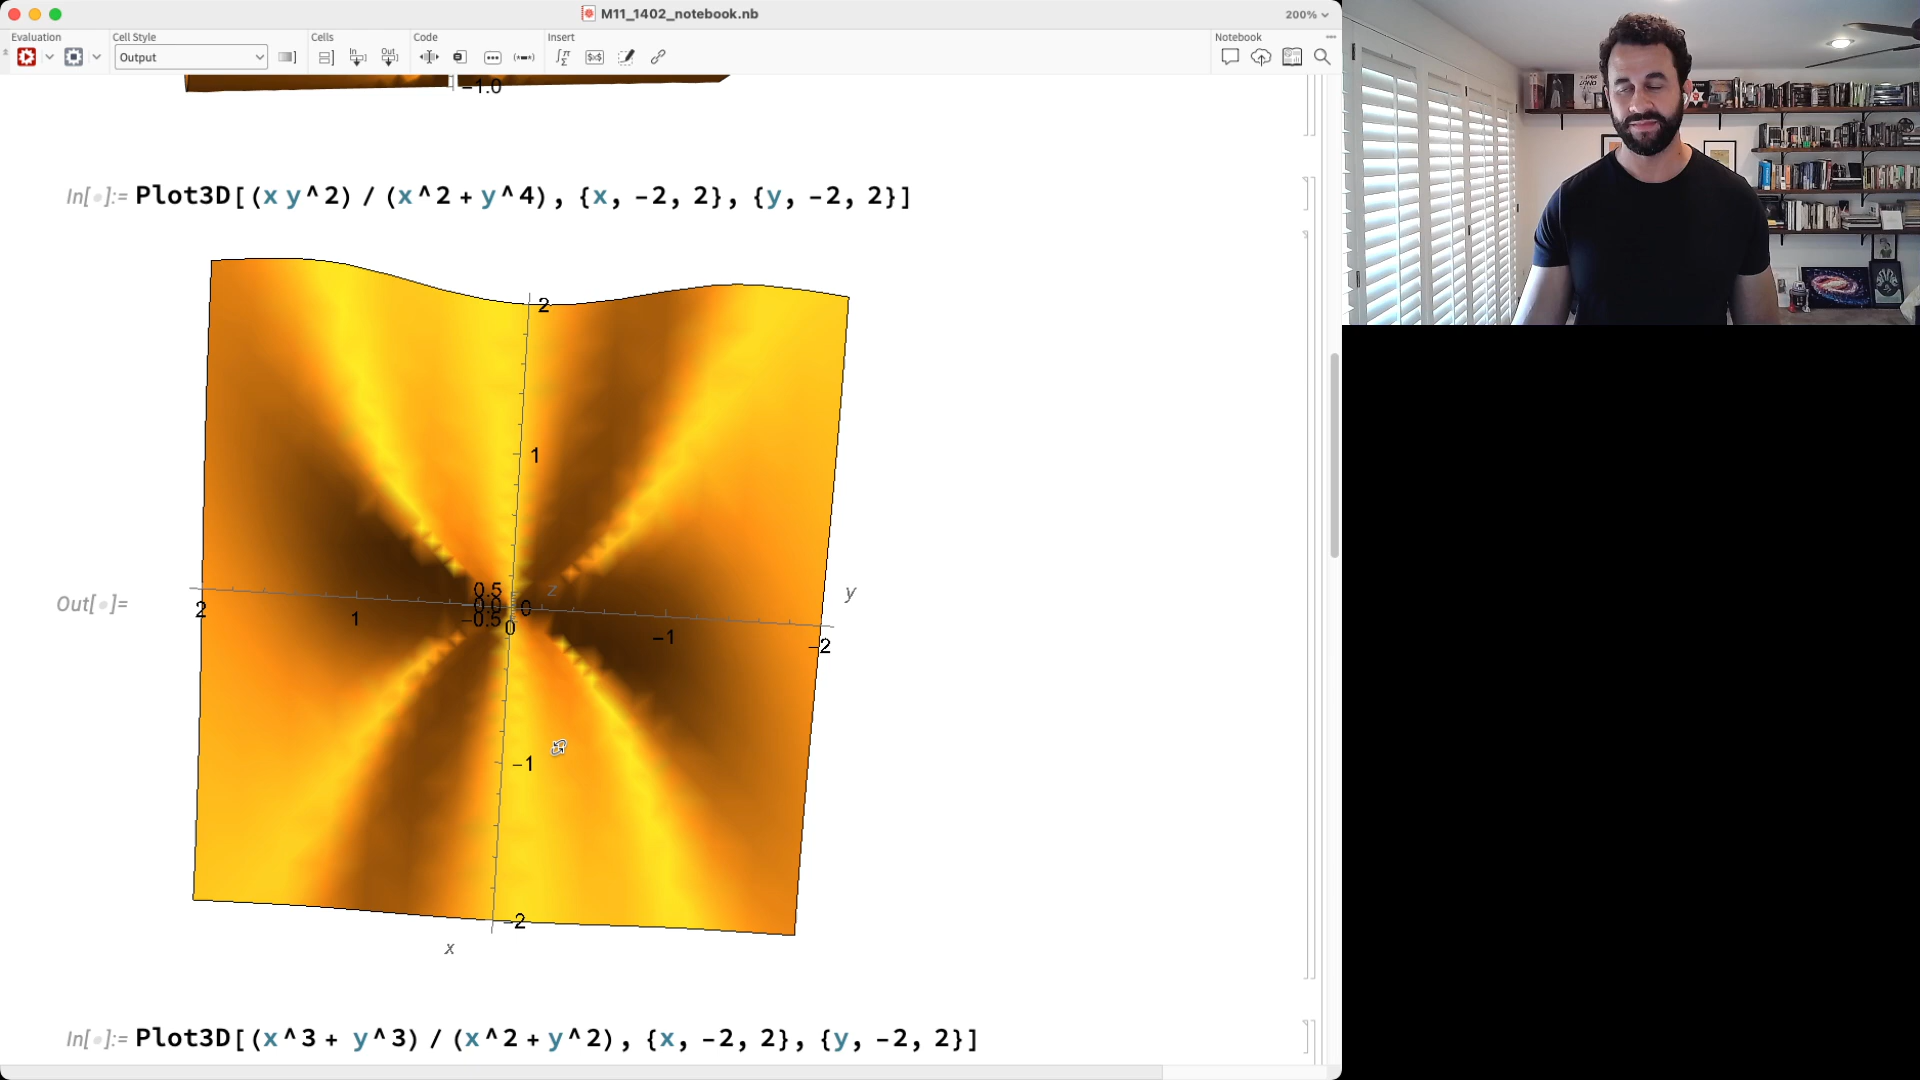 M11_1402_notebook.nb
200%
Evaluation
Cell Style
Cells
Code
Insert
Notebook
Output
In
Out
−1.0
In[ ]:= Plot3D[(x y^2) / (x^2 + y^4), {x, -2, 2}, {y, -2, 2}]
2
1
0.5
0.0
−0.5
z
0
0
2
1
−1
−2
y
Out[ ]=
−1
−2
x
In[ ]:= Plot3D[(x^3 + y^3) / (x^2 + y^2), {x, -2, 2}, {y, -2, 2}]